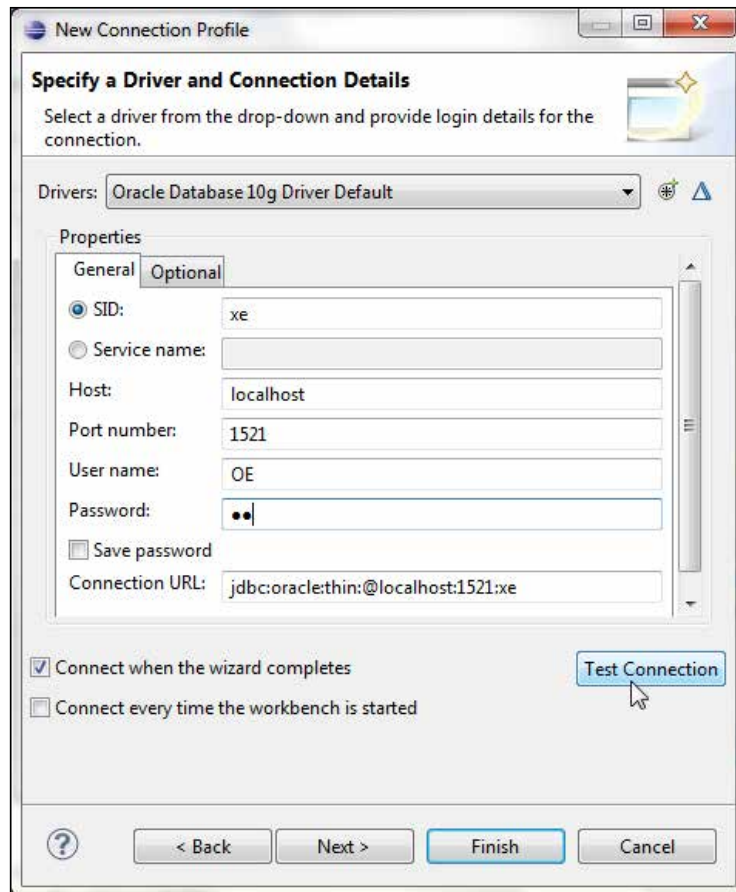 New Connection Profile
Specify a Driver and Connection Details
Select a driver from the drop-down and provide login details for the
connection.
Drivers: Oracle Database 10g Driver Default
Properties
General Optional
SID: xe
Service name:
Host: localhost
Port number: 1521
User name: OE
Password: ●●
Save password
Connection URL: jdbc:oracle:thin:@localhost:1521:xe
Connect when the wizard completes Test Connection
Connect every time the workbench is started
? < Back Next > Finish Cancel